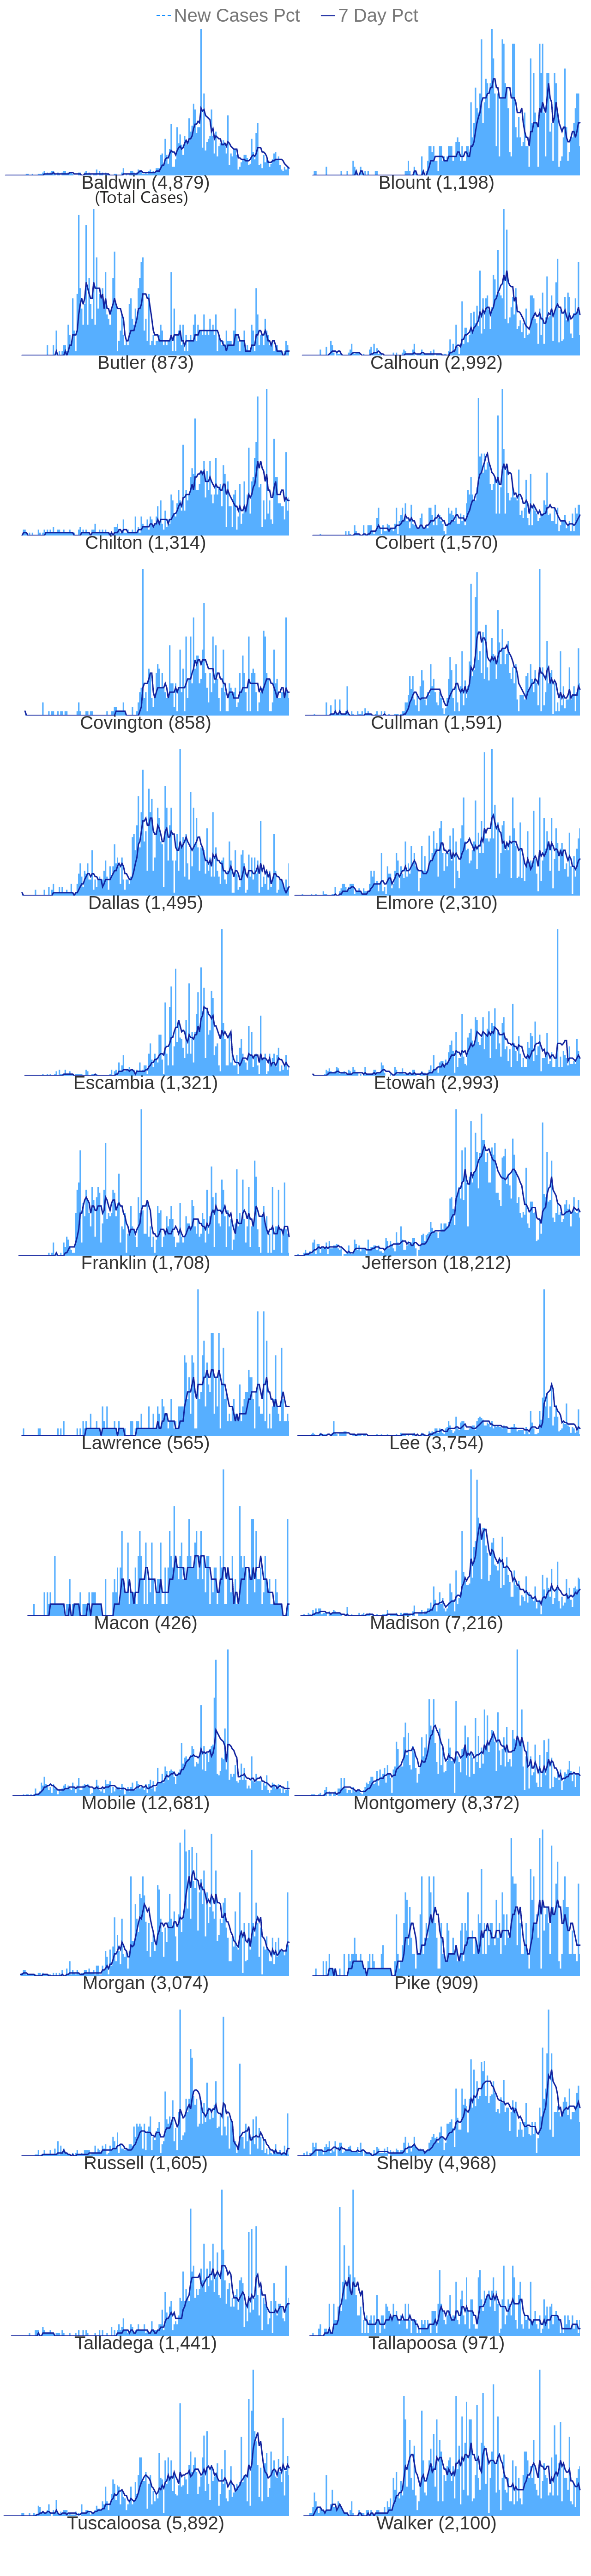 New Cases Pct 7 Day Pct
Baldwin (4,879) Blount (1,198)
(Total Cases)
Butler (873) Calhoun (2,992)
Chilton (1,314) Colbert (1,570)
Covington (858) Cullman (1,591)
Dallas (1,495) Elmore (2,310)
Escambia (1,321) Etowah (2,993)
Franklin (1,708) Jefferson (18,212)
Lawrence (565) Lee (3,754)
Macon (426) Madison (7,216)
Mobile (12,681) Montgomery (8,372)
Morgan (3,074) Pike (909)
Russell (1,605) Shelby (4,968)
Talladega (1,441) Tallapoosa (971)
Tuscaloosa (5,892) Walker (2,100)